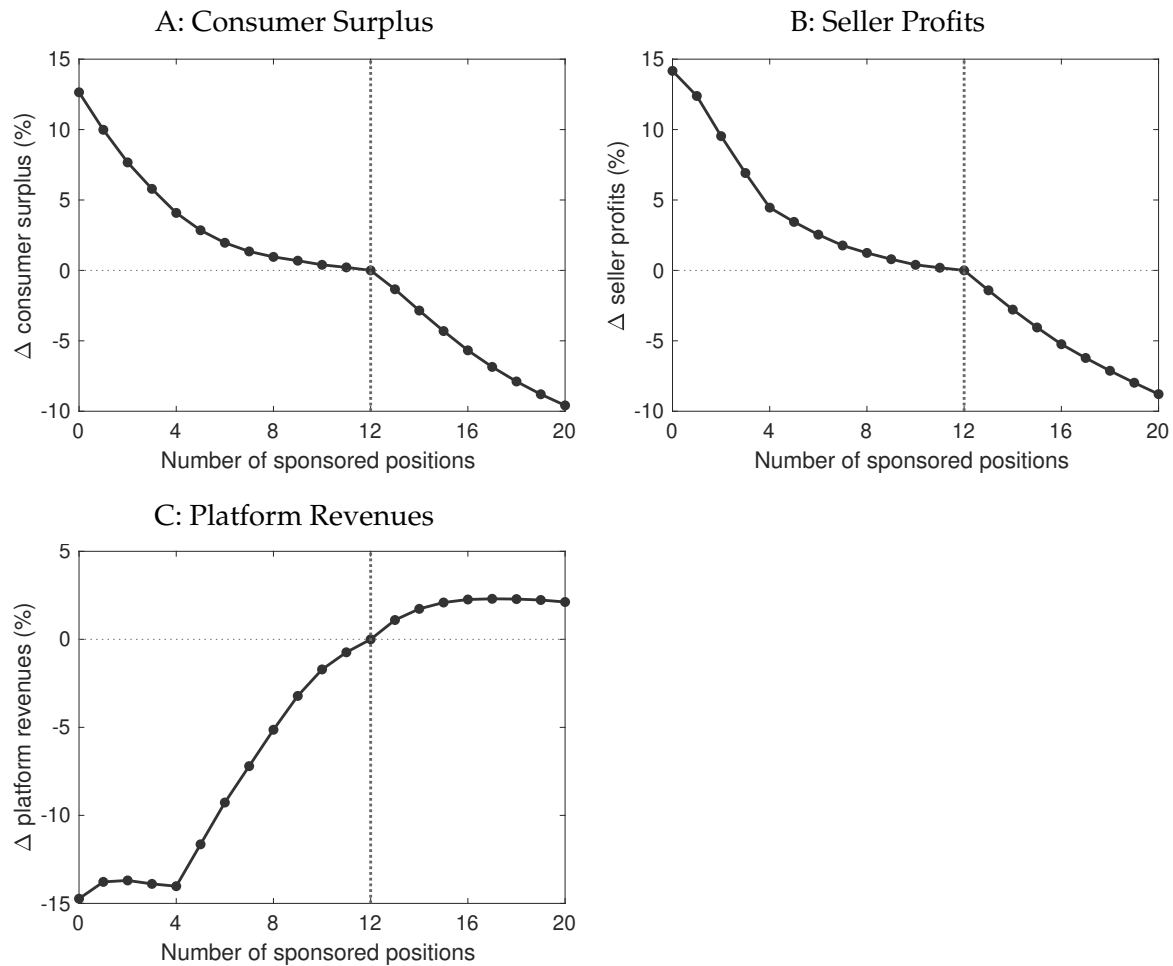 A: Consumer Surplus
15
10
5
0
-5
-10
Δ consumer surplus (%)
0 4 8 12 16 20
Number of sponsored positions
B: Seller Profits
15
10
5
0
-5
-10
Δ seller profits (%)
0 4 8 12 16 20
Number of sponsored positions
C: Platform Revenues
5
0
-5
-10
-15
Δ platform revenues (%)
0 4 8 12 16 20
Number of sponsored positions